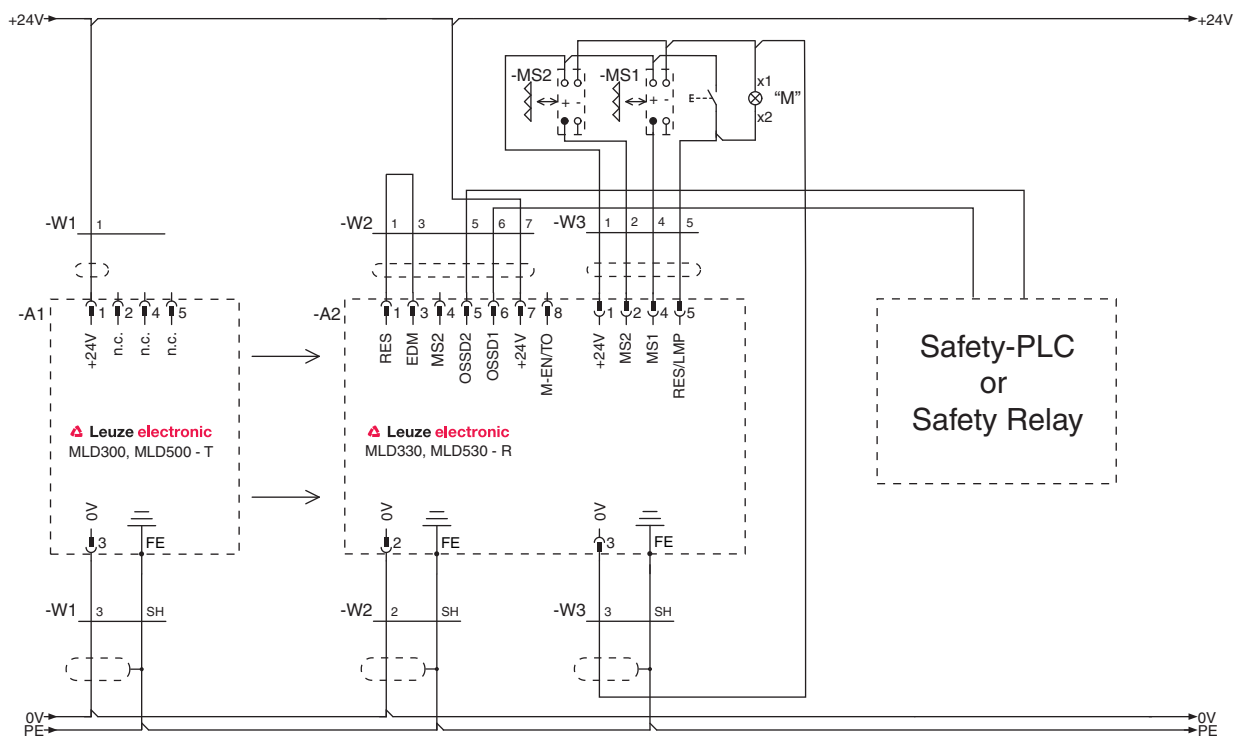 +24V +24V
-MS2 -MS1
+ - + -
E
x1
"M"
x2
-W1 1
-W2 1 3 5 6 7
-W3 1 2 4 5
-A1 1 2 4 5
+24V n.c. n.c. n.c.
-A2 1 3 4 5 6 7 8
RES EDM MS2 OSSD2 OSSD1 +24V M-EN/TO
1 2 4 5
+24V MS2 MS1 RES/LMP
Safety-PLC
or
Safety Relay
Leuze electronic
MLD300, MLD500 - T
Leuze electronic
MLD330, MLD530 - R
0V 0V 0V
3 FE 2 FE 3 FE
-W1 3 SH
-W2 2 SH
-W3 3 SH
0V 0V
PE PE